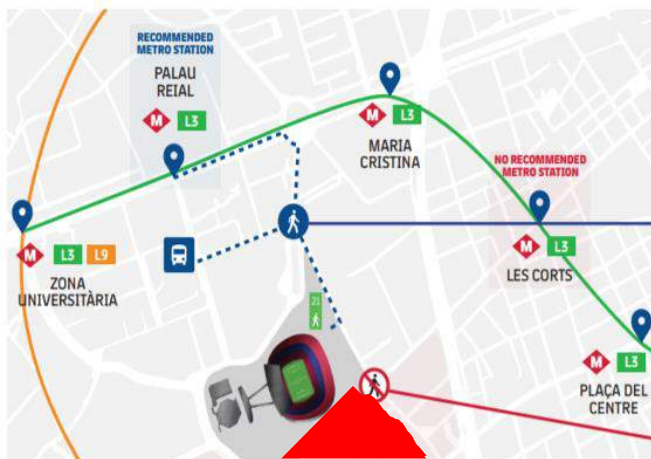 RECOMMENDED
METRO STATION
PALAU
REIAL
M L3
M L3
MARIA
CRISTINA
NO RECOMMENDED
METRO STATION
M L3
LES CORTS
M L3 L9
ZONA
UNIVERSITÀRIA
21
M L3
PLAÇA DEL
CENTRE